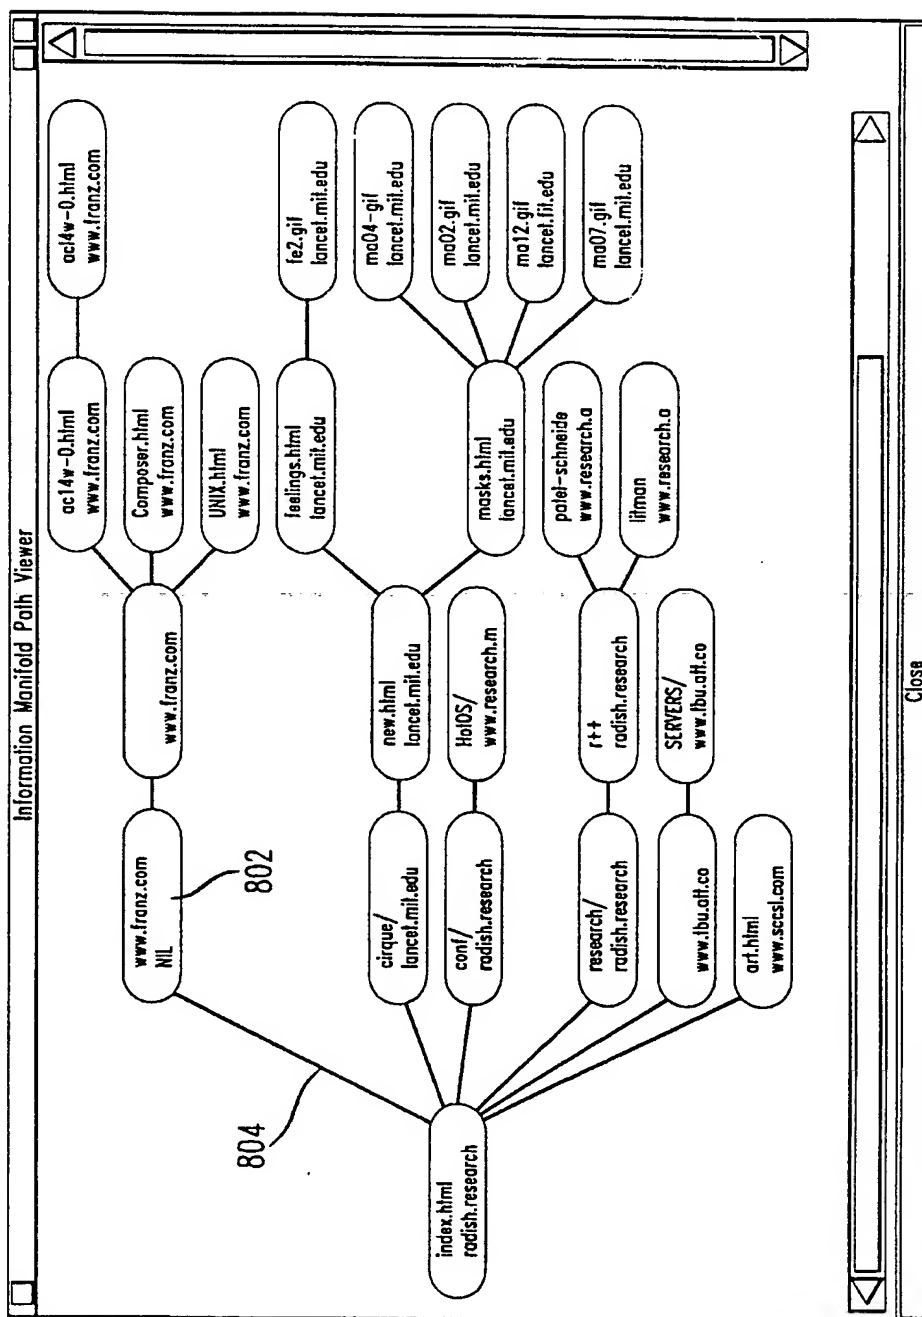 Information Manifold Path Viewer
index.html
radish.research
804
www.franz.com
NIL
802
cirque/
lancet.mit.edu
conf/
radish.research
research/
radish.research
www.tbu.att.co
art.html
www.sccsi.com
www.franz.com
new.html
lancet.mit.edu
HotOS/
www.research.m
r++
radish.research
SERVERS/
www.tbu.att.co
acl4w-0.html
www.franz.com
Composer.html
www.franz.com
UNIX.html
www.franz.com
feelings.html
lancet.mit.edu
masks.html
lancet.mit.edu
patel-schneide
www.research.a
litman
www.research.a
acl4w-0.html
www.franz.com
fe2.gif
lancet.mit.edu
ma04-gif
lancet.mit.edu
ma02.gif
lancet.mit.edu
ma12.gif
lancet.fit.edu
ma07.gif
lancet.mit.edu
Close